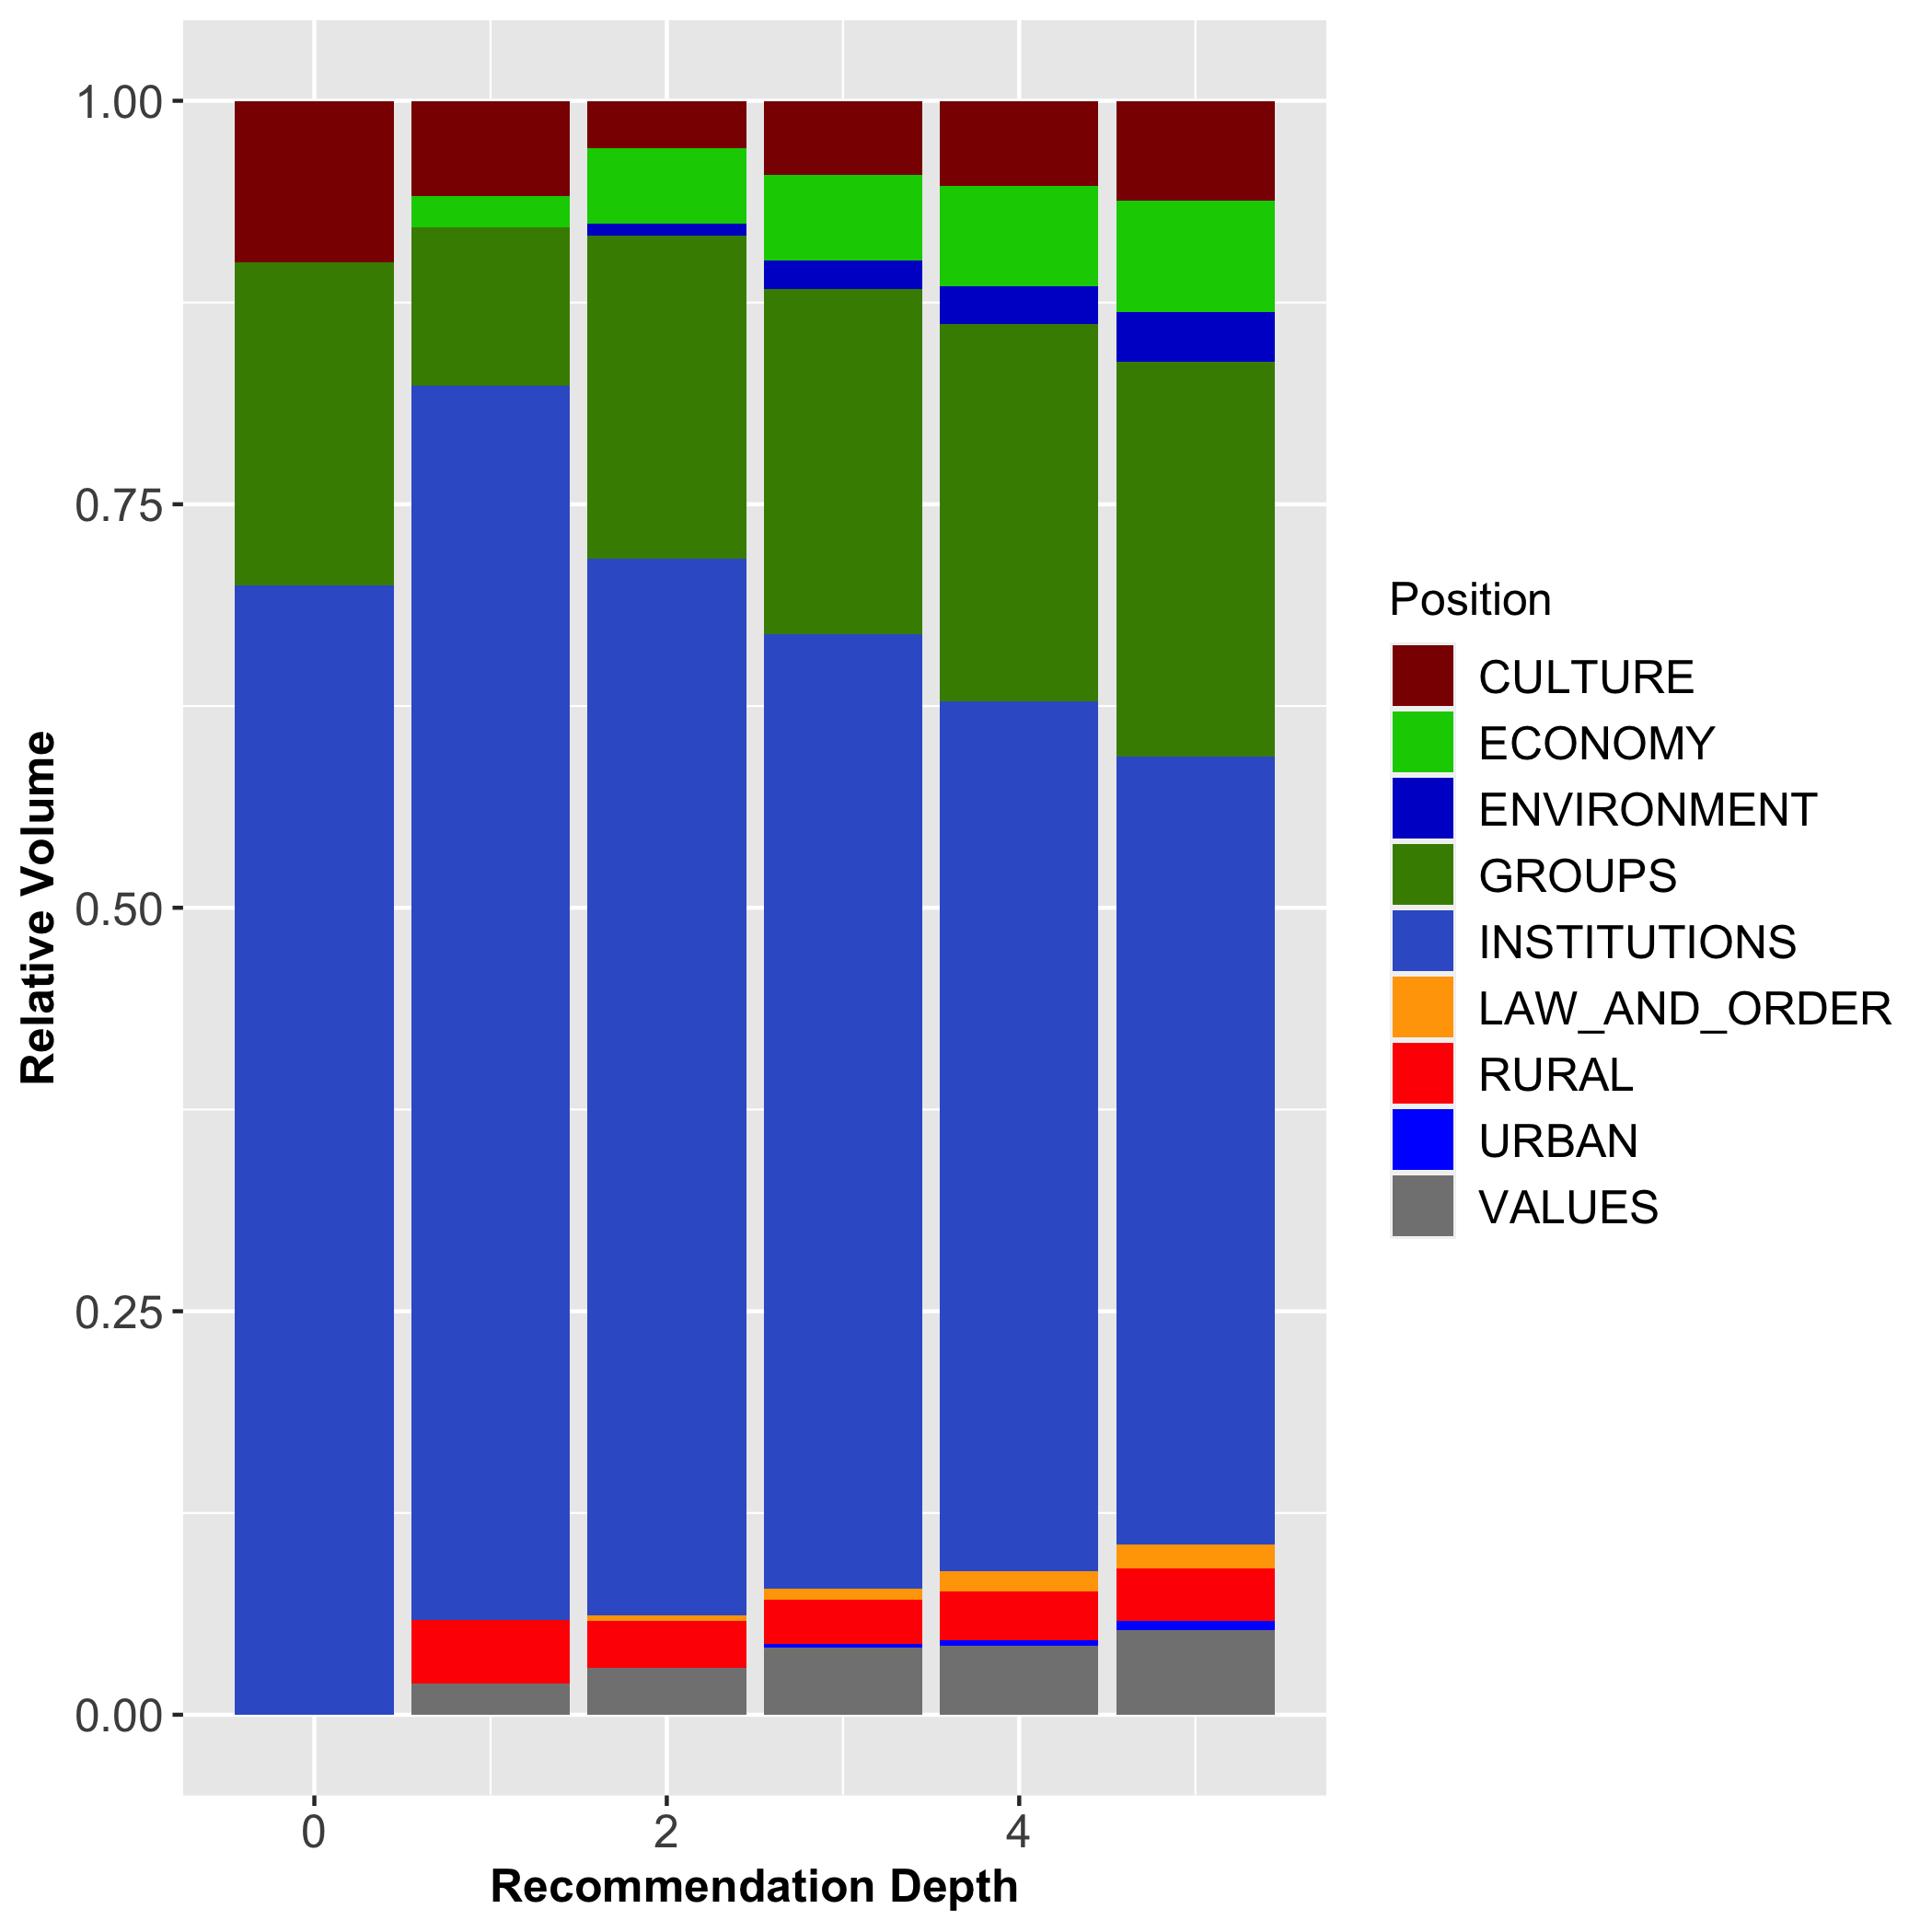 1.00
0.75
0.50
0.25
0.00
Relative Volume
0
2
4
Recommendation Depth
Position
CULTURE
ECONOMY
ENVIRONMENT
GROUPS
INSTITUTIONS
LAW_AND_ORDER
RURAL
URBAN
VALUES